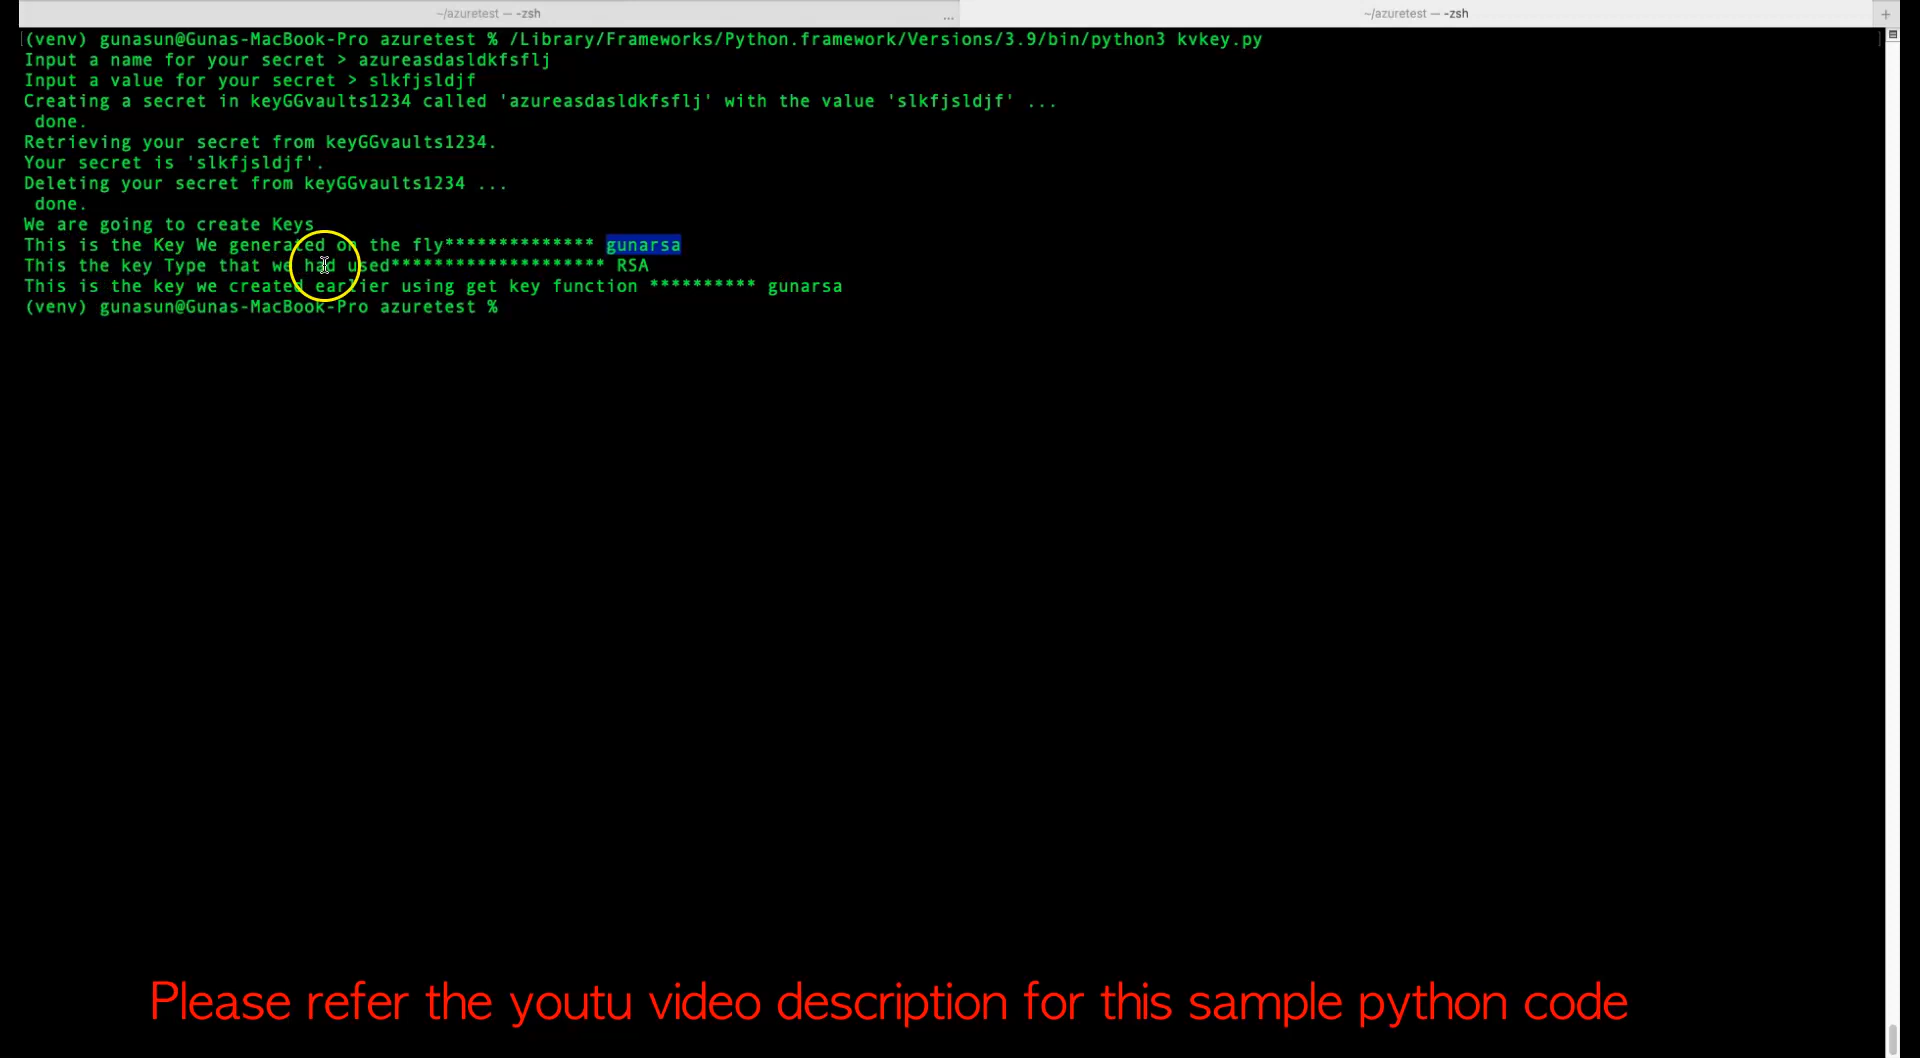 ~/azuretest — -zsh
...
~/azuretest — -zsh
+
(venv) gunasun@Gunas-MacBook-Pro azuretest % /Library/Frameworks/Python.framework/Versions/3.9/bin/python3 kvkey.py
Input a name for your secret > azureasdasldkfsflj
Input a value for your secret > slkfjsldjf
Creating a secret in keyGGvaults1234 called 'azureasdasldkfsflj' with the value 'slkfjsldjf' ...
 done.
Retrieving your secret from keyGGvaults1234.
Your secret is 'slkfjsldjf'.
Deleting your secret from keyGGvaults1234 ...
 done.
We are going to create Keys
This is the Key We generated on the fly************** gunarsa
This the key Type that we had used******************** RSA
This is the key we created earlier using get key function ********** gunarsa
(venv) gunasun@Gunas-MacBook-Pro azuretest %
Please refer the youtu video description for this sample python code